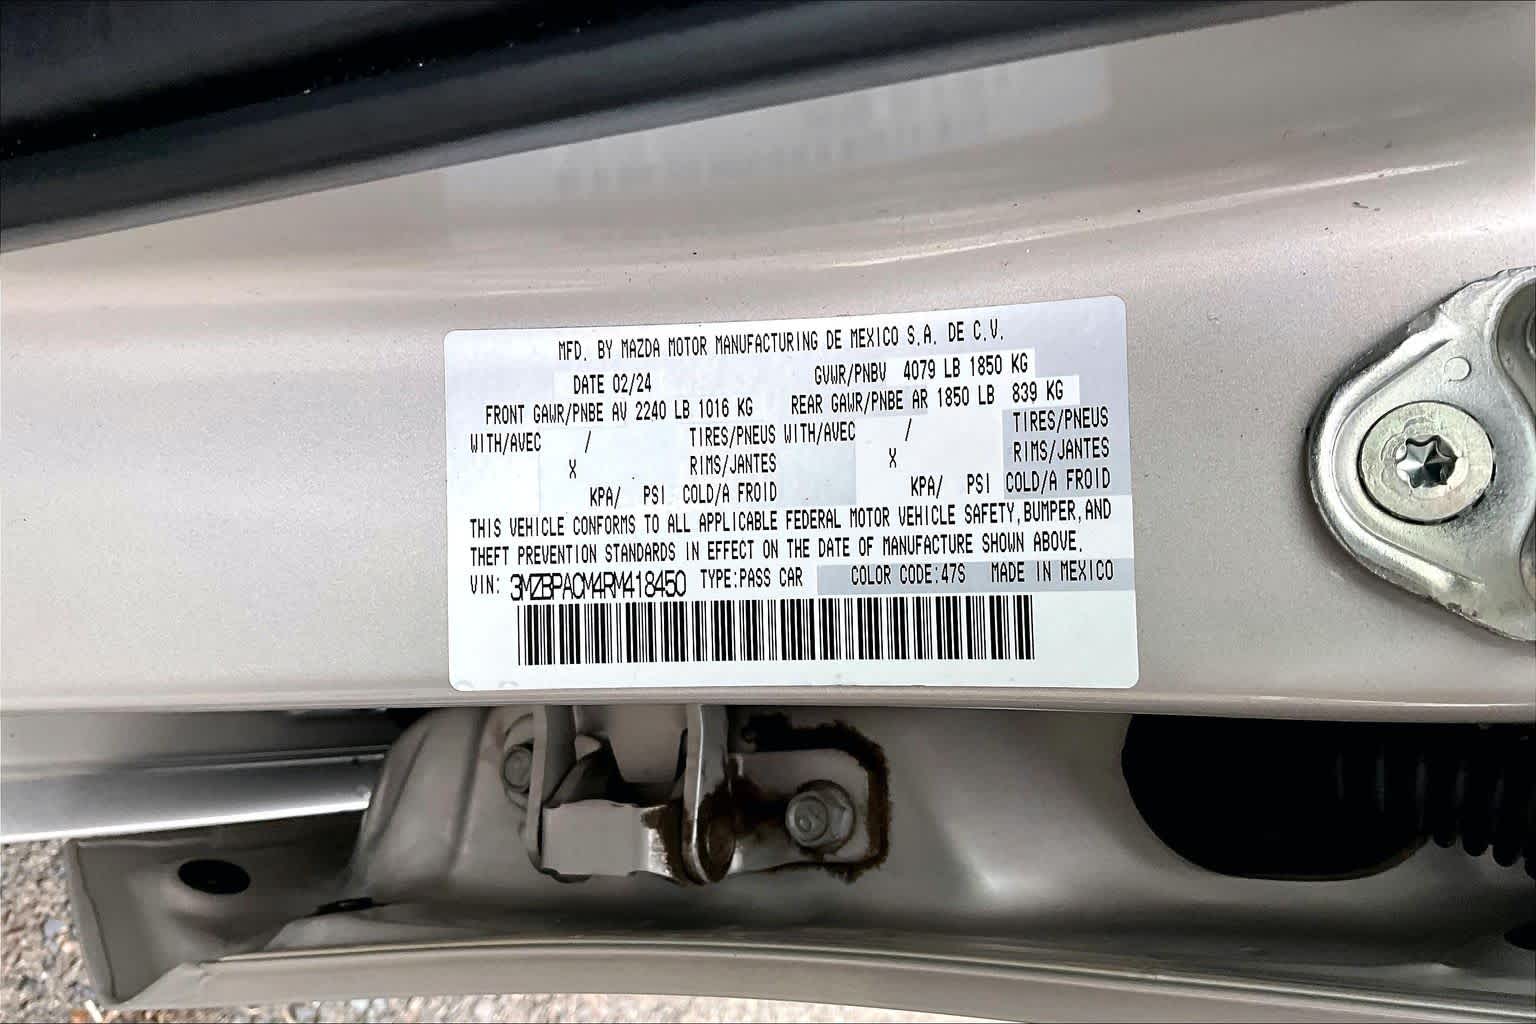 MFD. BY MAZDA MOTOR MANUFACTURING DE MEXICO S.A. DE C.V.
DATE 02/24 GVWR/PNBV 4079 LB 1850 KG
FRONT GAWR/PNBE AV 2240 LB 1016 KG REAR GAWR/PNBE AR 1850 LB 839 KG
WITH/AVEC / TIRES/PNEUS WITH/AVEC / TIRES/PNEUS
X RIMS/JANTES X RIMS/JANTES
KPA/ PSI COLD/A FROID KPA/ PSI COLD/A FROID
THIS VEHICLE CONFORMS TO ALL APPLICABLE FEDERAL MOTOR VEHICLE SAFETY, BUMPER, AND
THEFT PREVENTION STANDARDS IN EFFECT ON THE DATE OF MANUFACTURE SHOWN ABOVE.
VIN: 3MZBPACM4RM418450 TYPE:PASS CAR COLOR CODE:47S MADE IN MEXICO